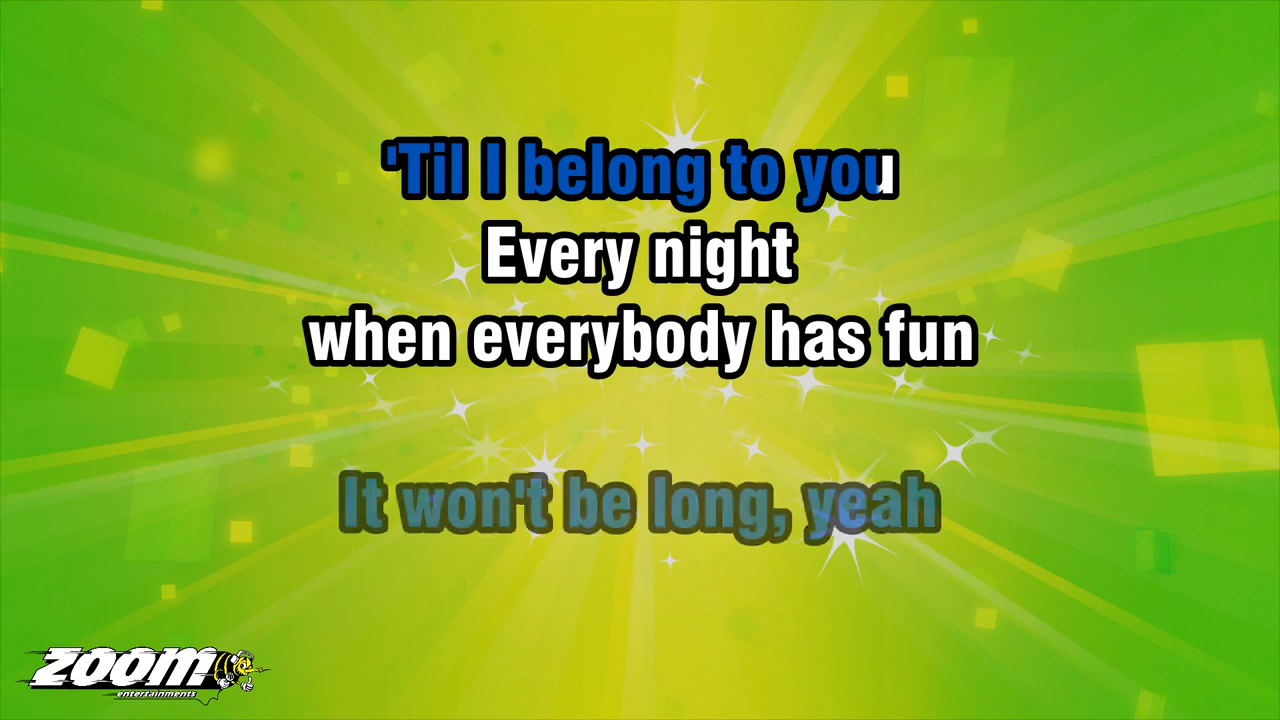 'Til I belong to you
Every night
when everybody has fun
It won't be long, yeah
zoom
entertainments